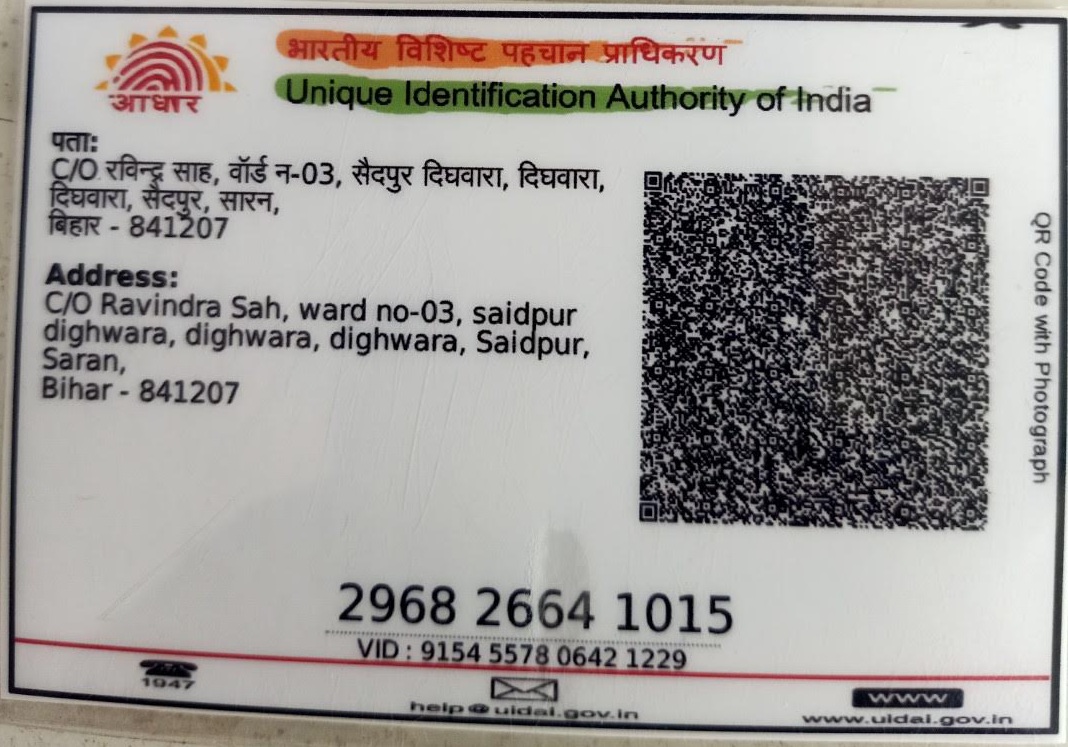 भारतीय विशिष्ट पहचान प्राधिकरण
आधार
Unique Identification Authority of India
पता:
C/O रविन्द्र साह, वॉर्ड न-03, सैदपुर दिघवारा, दिघवारा,
दिघवारा, सैदपुर, सारन,
बिहार - 841207
Address:
C/O Ravindra Sah, ward no-03, saidpur
dighwara, dighwara, dighwara, Saidpur,
Saran,
Bihar - 841207
QR Code with Photograph
2968 2664 1015
VID : 9154 5578 0642 1229
1947
help@uidai.gov.in
www
www.uidai.gov.in